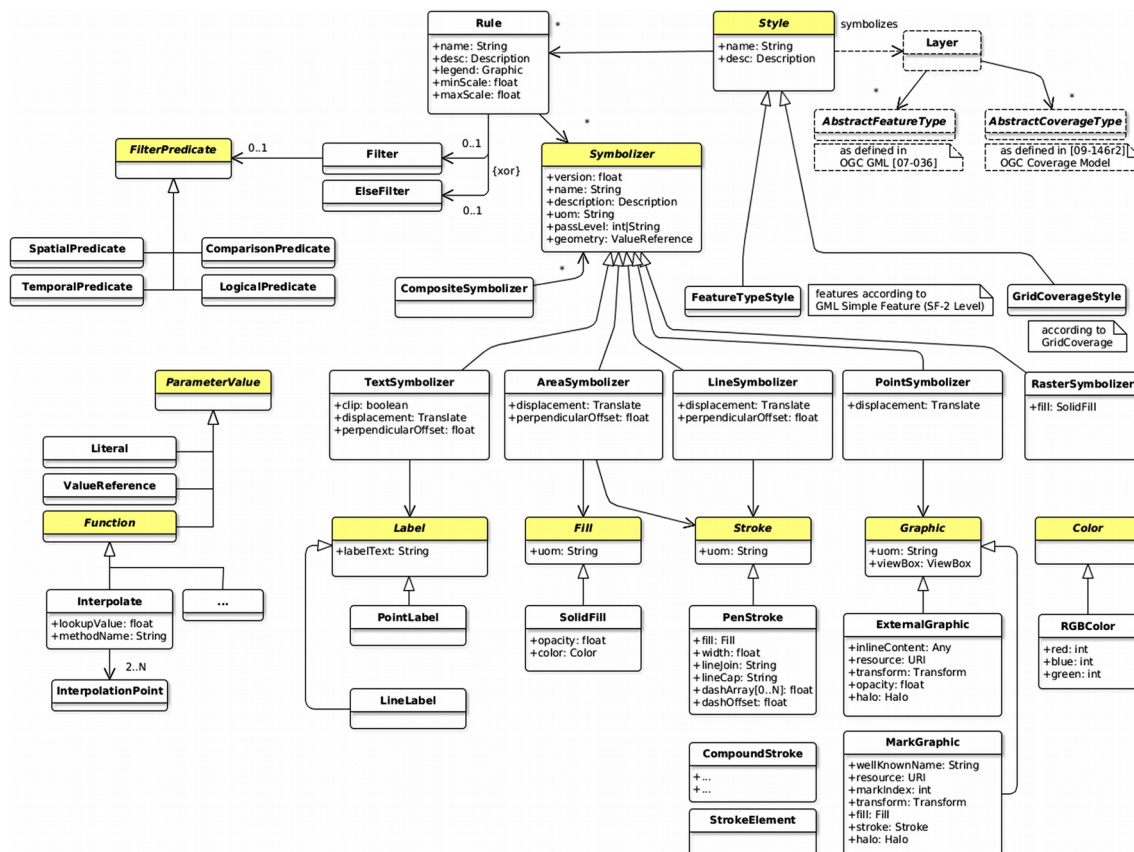 Rule
+name: String
+desc: Description
+legend: Graphic
+minScale: float
+maxScale: float
*
Style
+name: String
+desc: Description
symbolizes
Layer
*
*
AbstractFeatureType
as defined in
OGC GML [07-036]
AbstractCoverageType
as defined in [09-146r2]
OGC Coverage Model
*
FilterPredicate
0..1
Filter
0..1
{xor}
ElseFilter
0..1
Symbolizer
+version: float
+name: String
+description: Description
+uom: String
+passLevel: int|String
+geometry: ValueReference
SpatialPredicate
ComparisonPredicate
TemporalPredicate
LogicalPredicate
CompositeSymbolizer
*
FeatureTypeStyle
features according to
GML Simple Feature (SF-2 Level)
GridCoverageStyle
according to
GridCoverage
ParameterValue
TextSymbolizer
+clip: boolean
+displacement: Translate
+perpendicularOffset: float
AreaSymbolizer
+displacement: Translate
+perpendicularOffset: float
LineSymbolizer
+displacement: Translate
+perpendicularOffset: float
PointSymbolizer
+displacement: Translate
RasterSymbolizer
+fill: SolidFill
Literal
ValueReference
Function
Label
+labelText: String
Fill
+uom: String
Stroke
+uom: String
Graphic
+uom: String
+viewBox: ViewBox
Color
Interpolate
+lookupValue: float
+methodName: String
...
2..N
InterpolationPoint
PointLabel
LineLabel
SolidFill
+opacity: float
+color: Color
PenStroke
+fill: Fill
+width: float
+lineJoin: String
+lineCap: String
+dashArray[0..N]: float
+dashOffset: float
ExternalGraphic
+inlineContent: Any
+resource: URI
+transform: Transform
+opacity: float
+halo: Halo
RGBColor
+red: int
+blue: int
+green: int
CompoundStroke
+...
+...
StrokeElement
MarkGraphic
+wellKnownName: String
+resource: URI
+markIndex: int
+transform: Transform
+fill: Fill
+stroke: Stroke
+halo: Halo